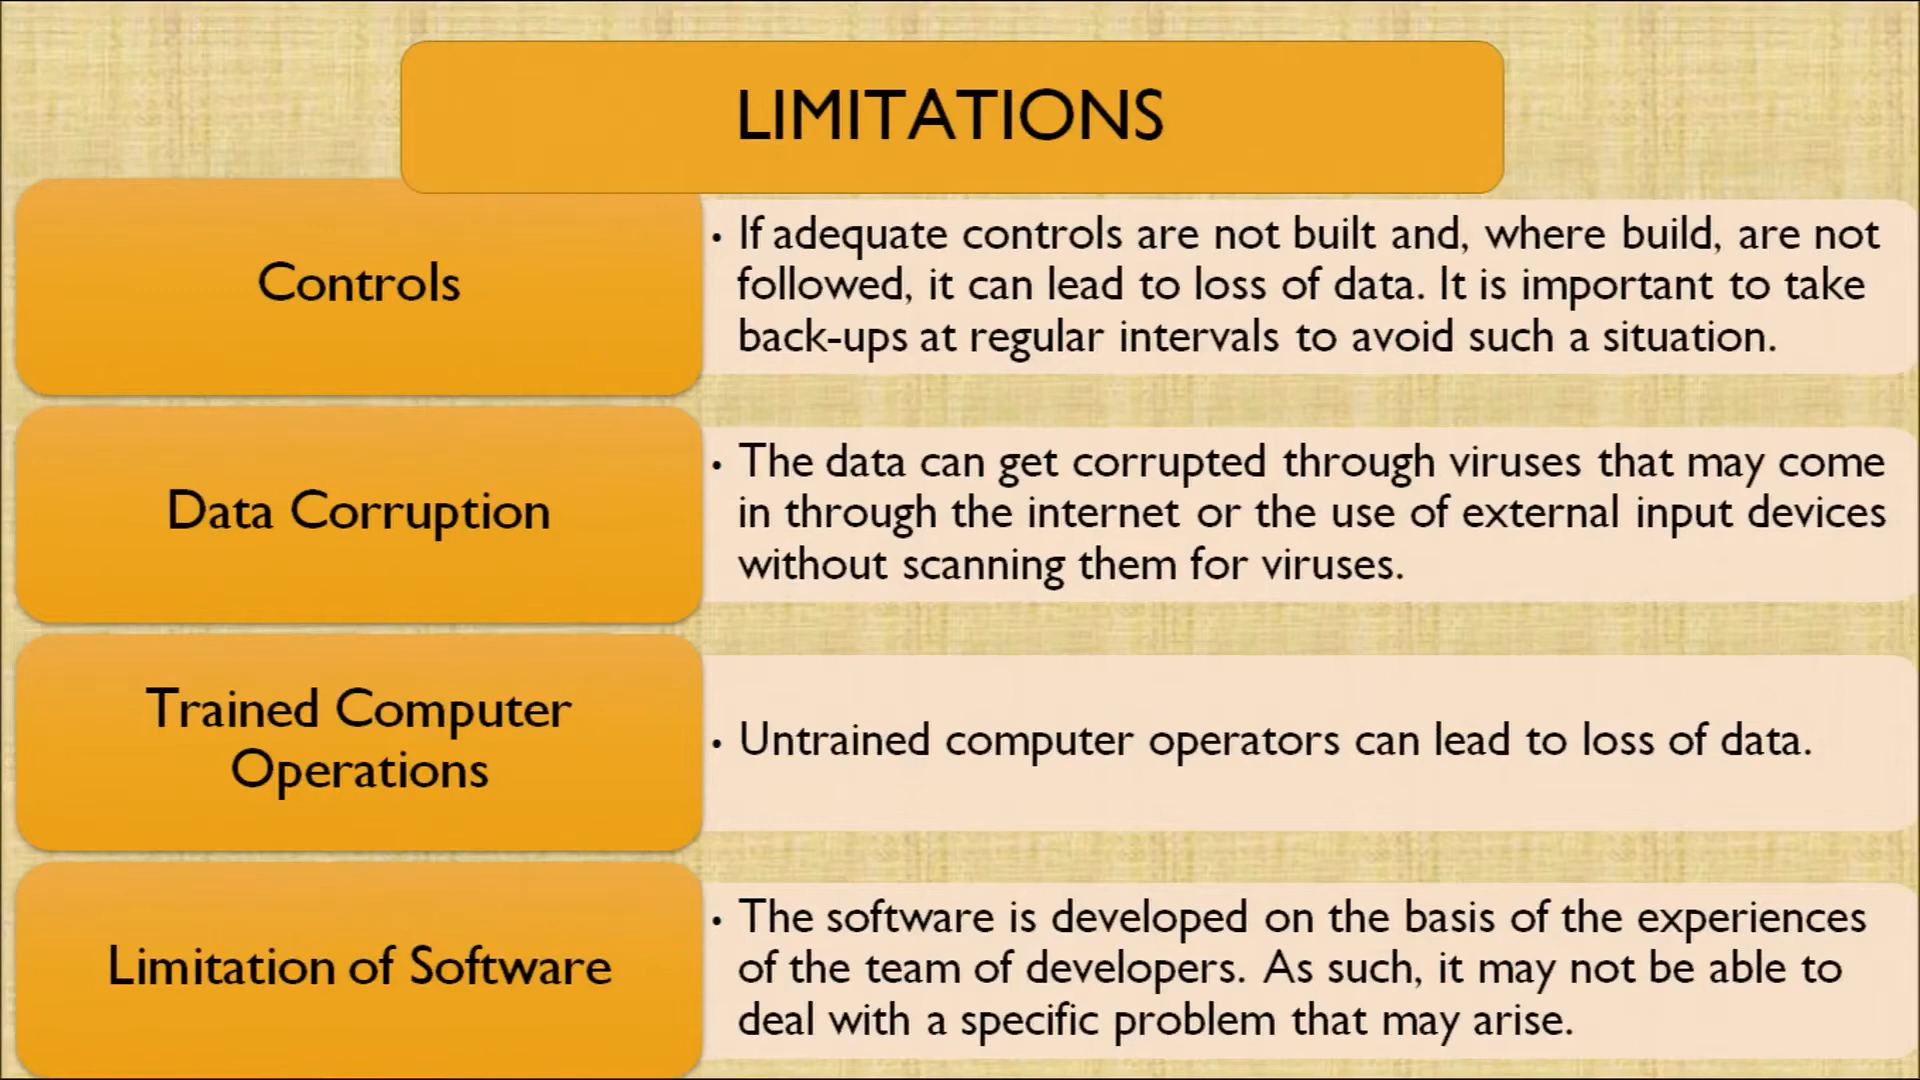 LIMITATIONS
Controls
• If adequate controls are not built and, where build, are not
followed, it can lead to loss of data. It is important to take
back-ups at regular intervals to avoid such a situation.
Data Corruption
• The data can get corrupted through viruses that may come
in through the internet or the use of external input devices
without scanning them for viruses.
Trained Computer
Operations
• Untrained computer operators can lead to loss of data.
Limitation of Software
• The software is developed on the basis of the experiences
of the team of developers. As such, it may not be able to
deal with a specific problem that may arise.